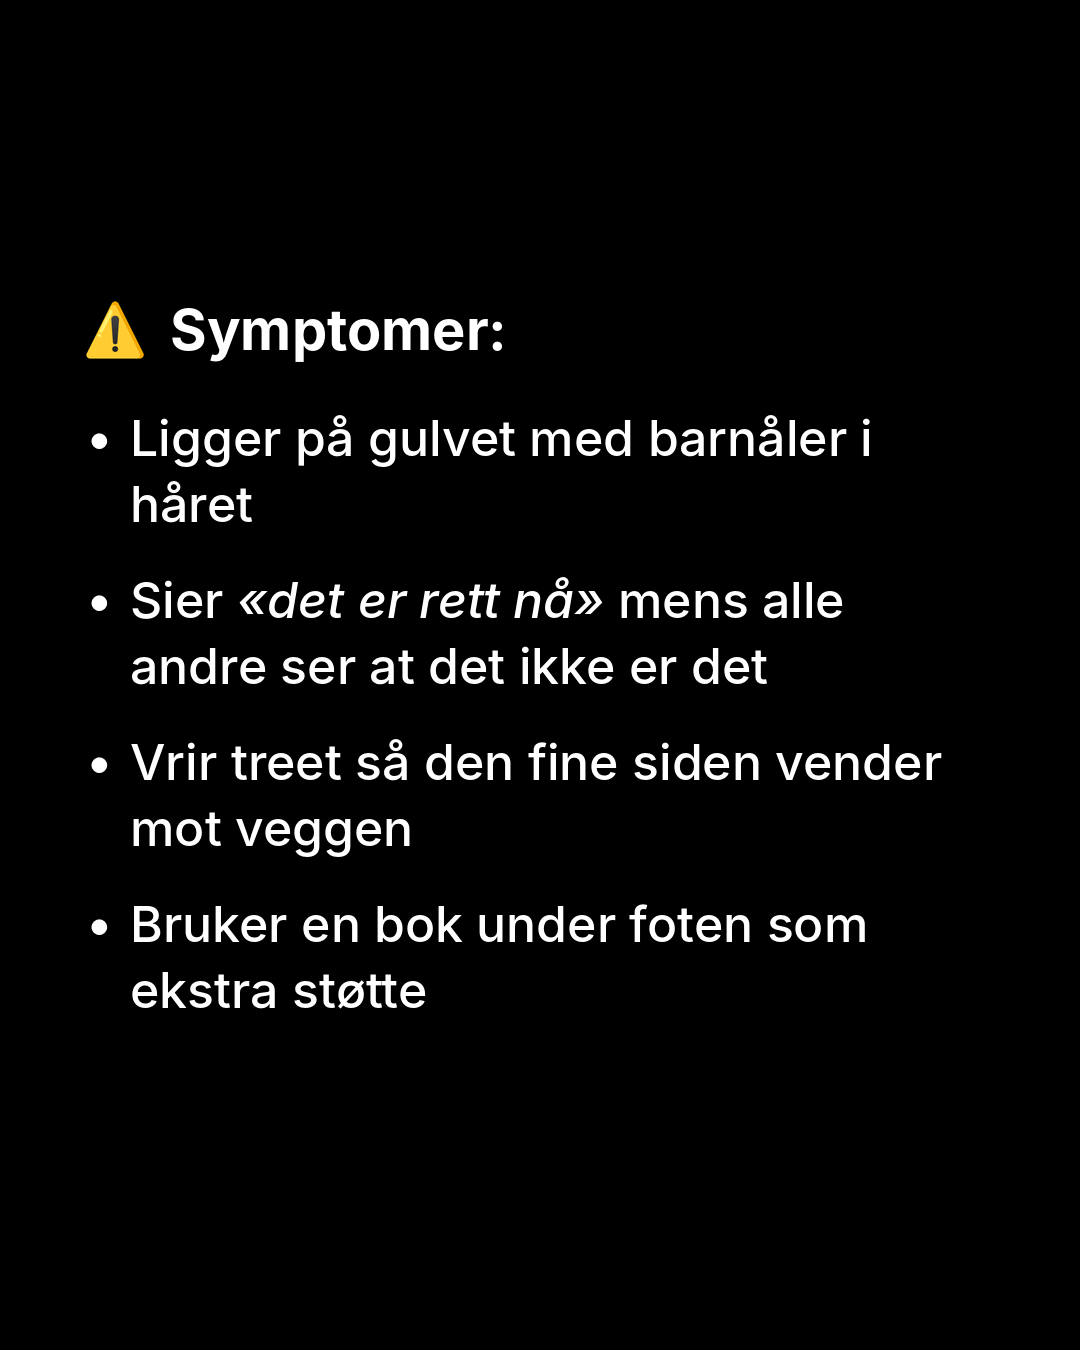 ⚠️ Symptomer:
• Ligger på gulvet med barnåler i
håret
• Sier «det er rett nå» mens alle
andre ser at det ikke er det
• Vrir treet så den fine siden vender
mot veggen
• Bruker en bok under foten som
ekstra støtte